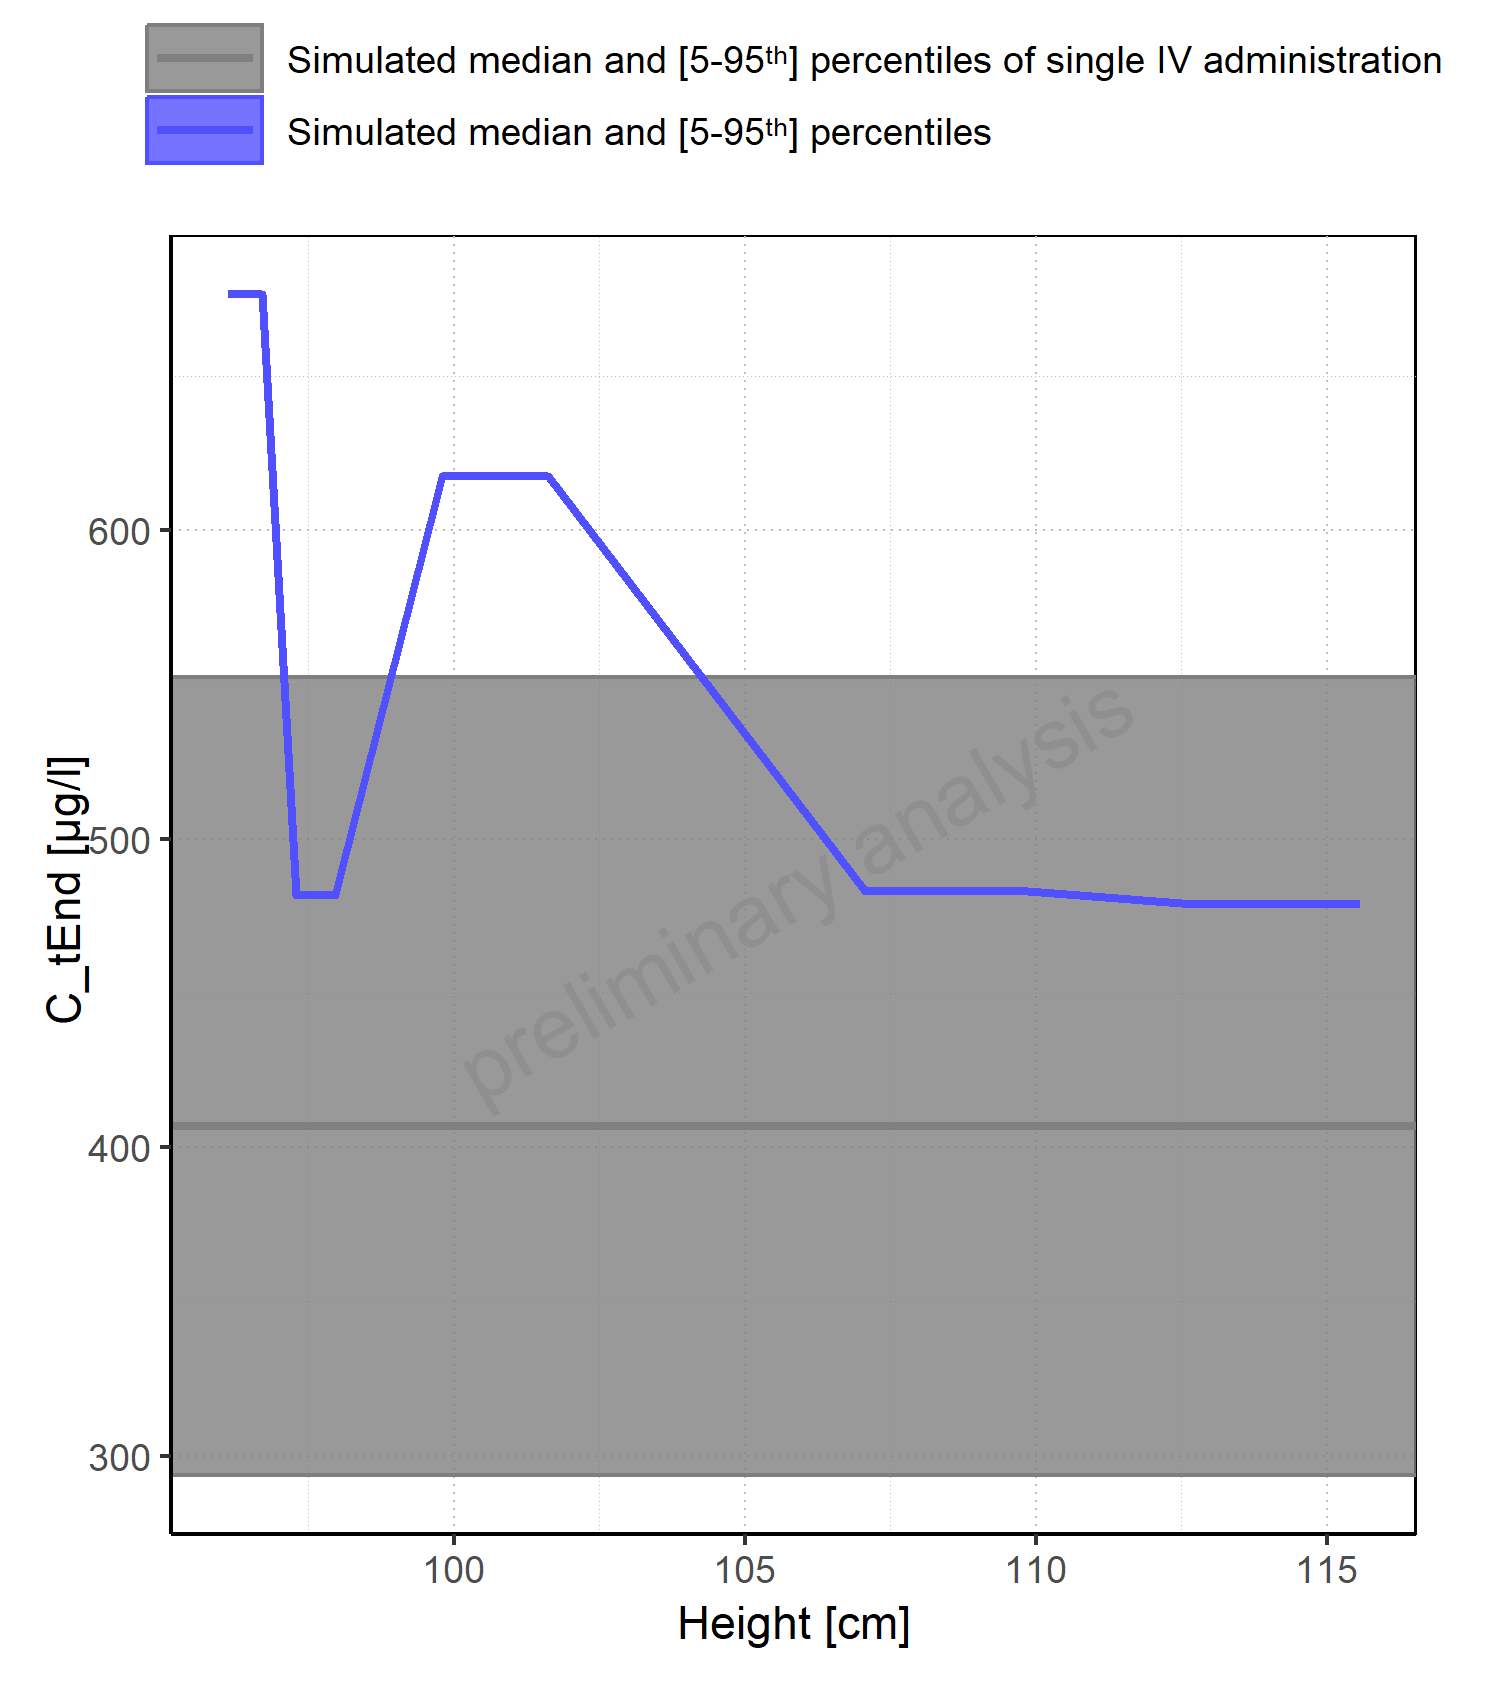 Simulated median and [5-95ᵗʰ] percentiles of single IV administration
Simulated median and [5-95ᵗʰ] percentiles
C_tEnd [µg/l]
600
500
400
300
preliminary analysis
100
105
110
115
Height [cm]